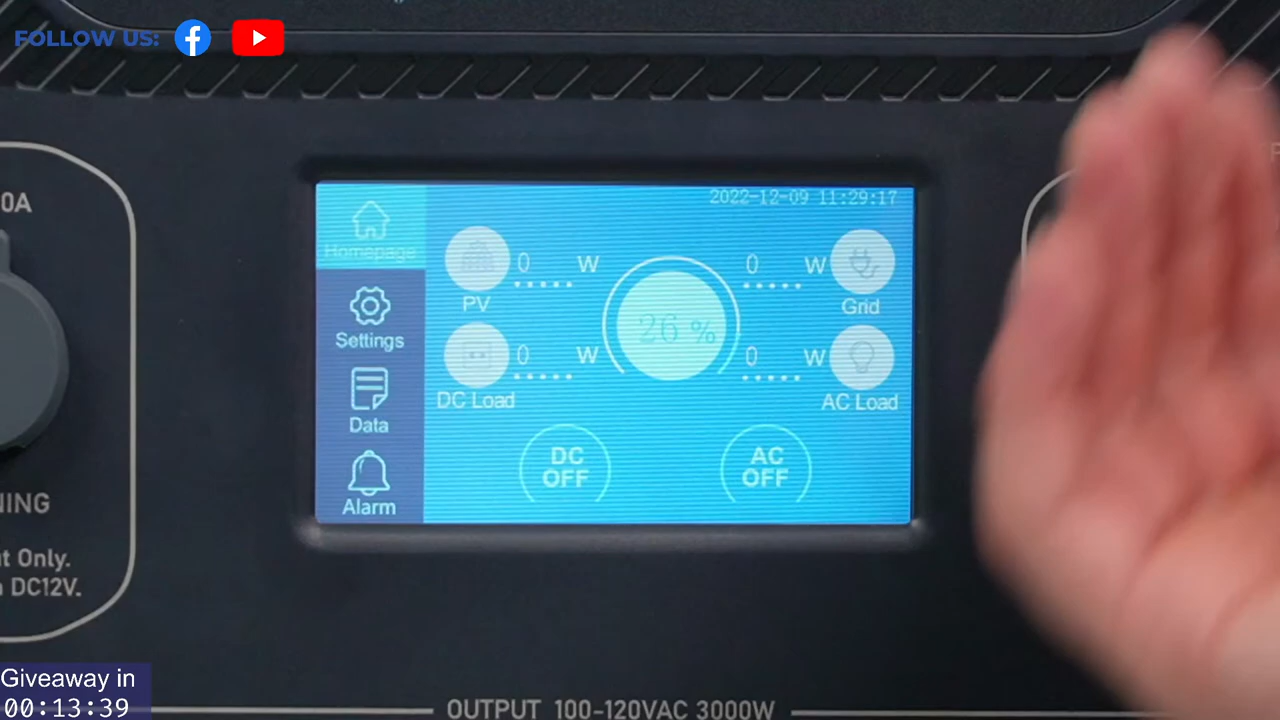 FOLLOW US:
0A
2022-12-09 11:29:17
Homepage
0 W
0 W
PV
Grid
Settings
26 %
0 W
0 W
DC Load
AC Load
Data
DC
OFF
AC
OFF
Alarm
NING
t Only.
DC12V.
Giveaway in
00:13:39
OUTPUT 100-120VAC 3000W